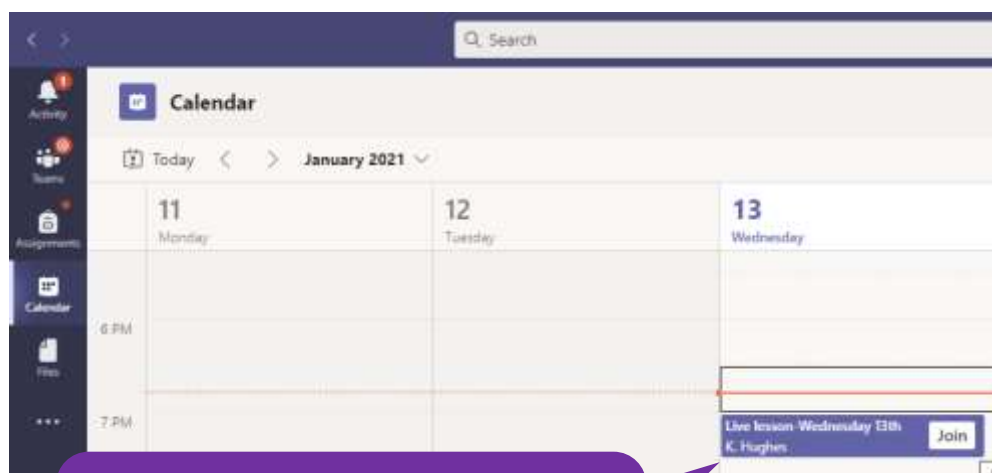 Search
Activity
1
Calendar
Teams
Today
January 2021
Assignments
11
Monday
12
Tuesday
13
Wednesday
Calendar
6 PM
Files
7 PM
Live lesson-Wednesday 13th
K. Hughes
Join